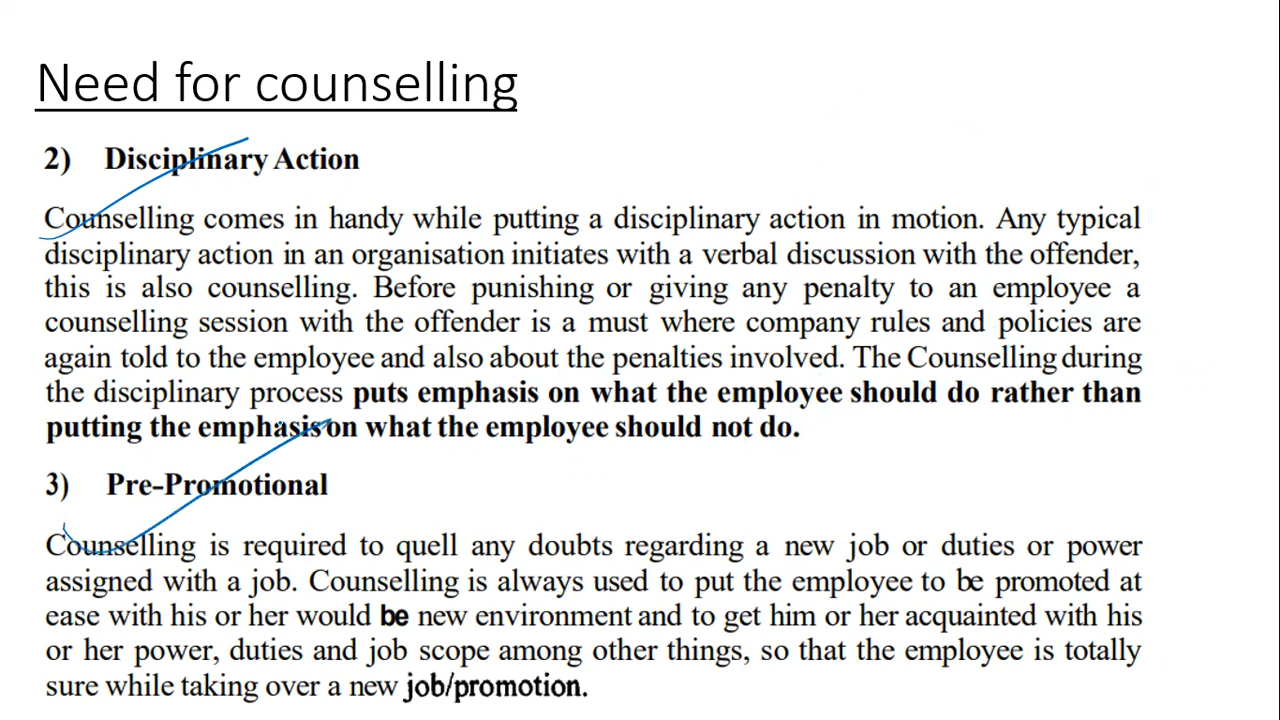 Need for counselling
2) Disciplinary Action
Counselling comes in handy while putting a disciplinary action in motion. Any typical
disciplinary action in an organisation initiates with a verbal discussion with the offender,
this is also counselling. Before punishing or giving any penalty to an employee a
counselling session with the offender is a must where company rules and policies are
again told to the employee and also about the penalties involved. The Counselling during
the disciplinary process puts emphasis on what the employee should do rather than
putting the emphasis on what the employee should not do.
3) Pre-Promotional
Counselling is required to quell any doubts regarding a new job or duties or power
assigned with a job. Counselling is always used to put the employee to be promoted at
ease with his or her would be new environment and to get him or her acquainted with his
or her power, duties and job scope among other things, so that the employee is totally
sure while taking over a new job/promotion.